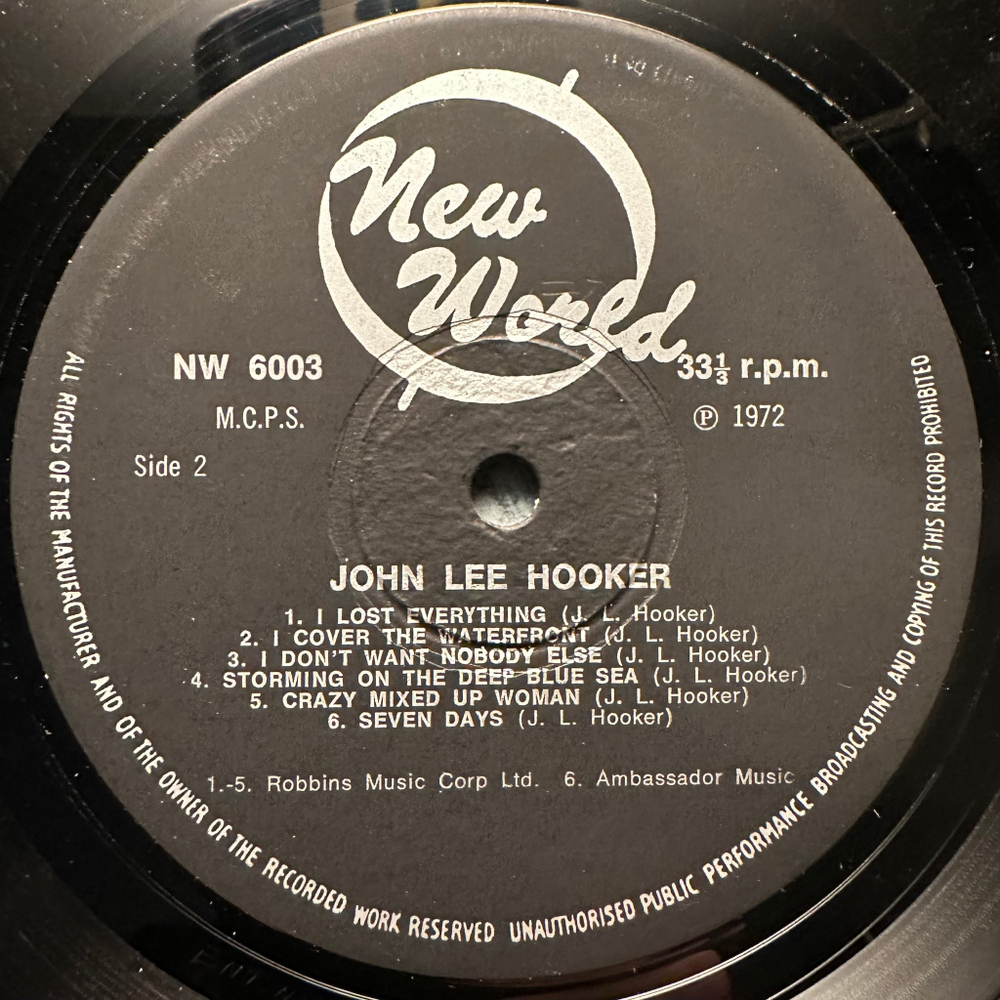 New
World
NW 6003
33⅓ r.p.m.
M.C.P.S.
Ⓟ 1972
Side 2
JOHN LEE HOOKER
1. I LOST EVERYTHING (J. L. Hooker)
2. I COVER THE WATERFRONT (J. L. Hooker)
3. I DON'T WANT NOBODY ELSE (J. L. Hooker)
4. STORMING ON THE DEEP BLUE SEA (J. L. Hooker)
5. CRAZY MIXED UP WOMAN (J. L. Hooker)
6. SEVEN DAYS (J. L. Hooker)
1.-5. Robbins Music Corp Ltd. 6. Ambassador Music
ALL RIGHTS OF THE MANUFACTURER AND OF THE OWNER OF THE RECORDED WORK RESERVED UNAUTHORISED PUBLIC PERFORMANCE BROADCASTING AND COPYING OF THIS RECORD PROHIBITED